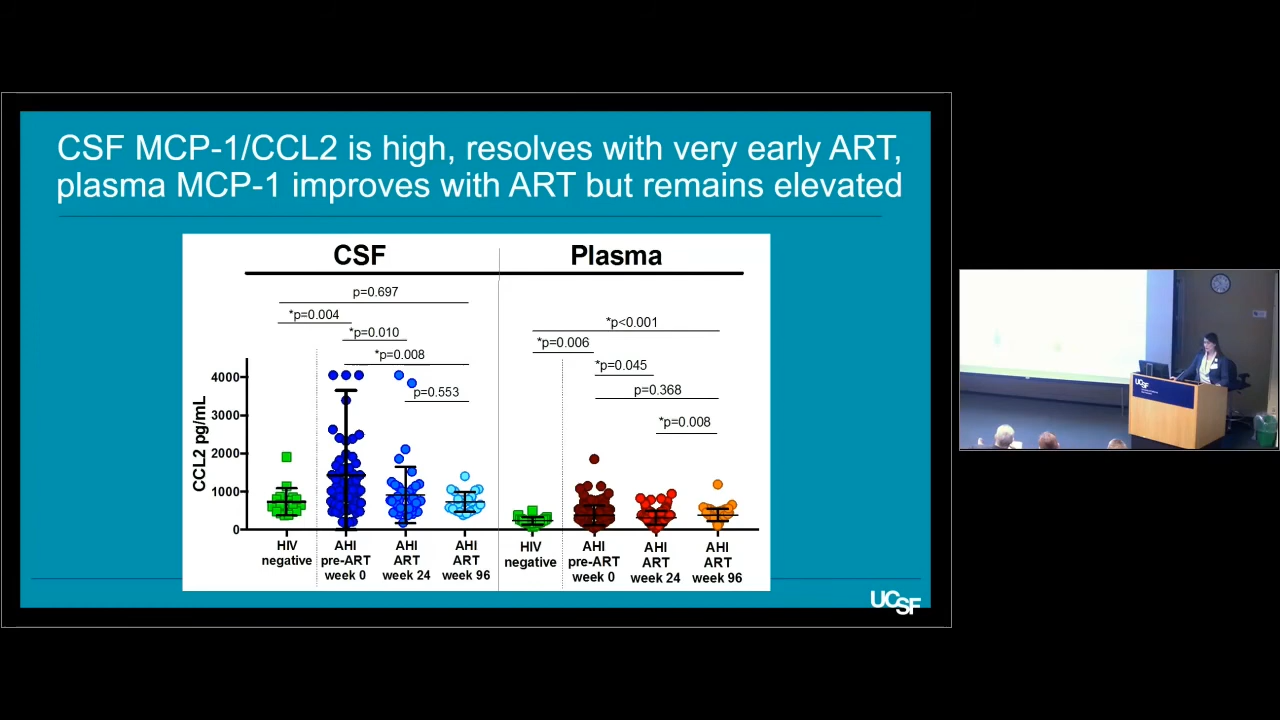 CSF MCP-1/CCL2 is high, resolves with very early ART,
plasma MCP-1 improves with ART but remains elevated
CSF
Plasma
p=0.697
*p=0.004
*p=0.010
*p=0.008
p=0.553
*p<0.001
*p=0.006
*p=0.045
p=0.368
*p=0.008
CCL2 pg/mL
4000
3000
2000
1000
0
HIV
negative
AHI
pre-ART
week 0
AHI
ART
week 24
AHI
ART
week 96
HIV
negative
AHI
pre-ART
week 0
AHI
ART
week 24
AHI
ART
week 96
UCSF
UCSF